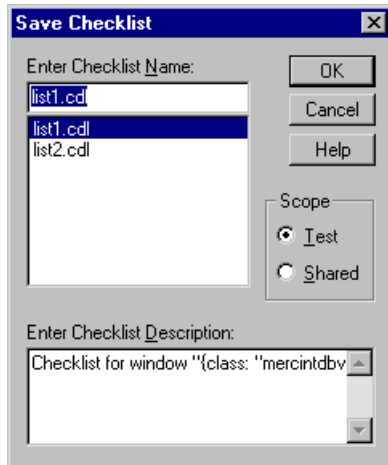 Save Checklist
Enter Checklist Name:
list1.cdl
list1.cdl
list2.cdl
OK
Cancel
Help
Scope
Test
Shared
Enter Checklist Description:
Checklist for window "{class: "mercintdbv